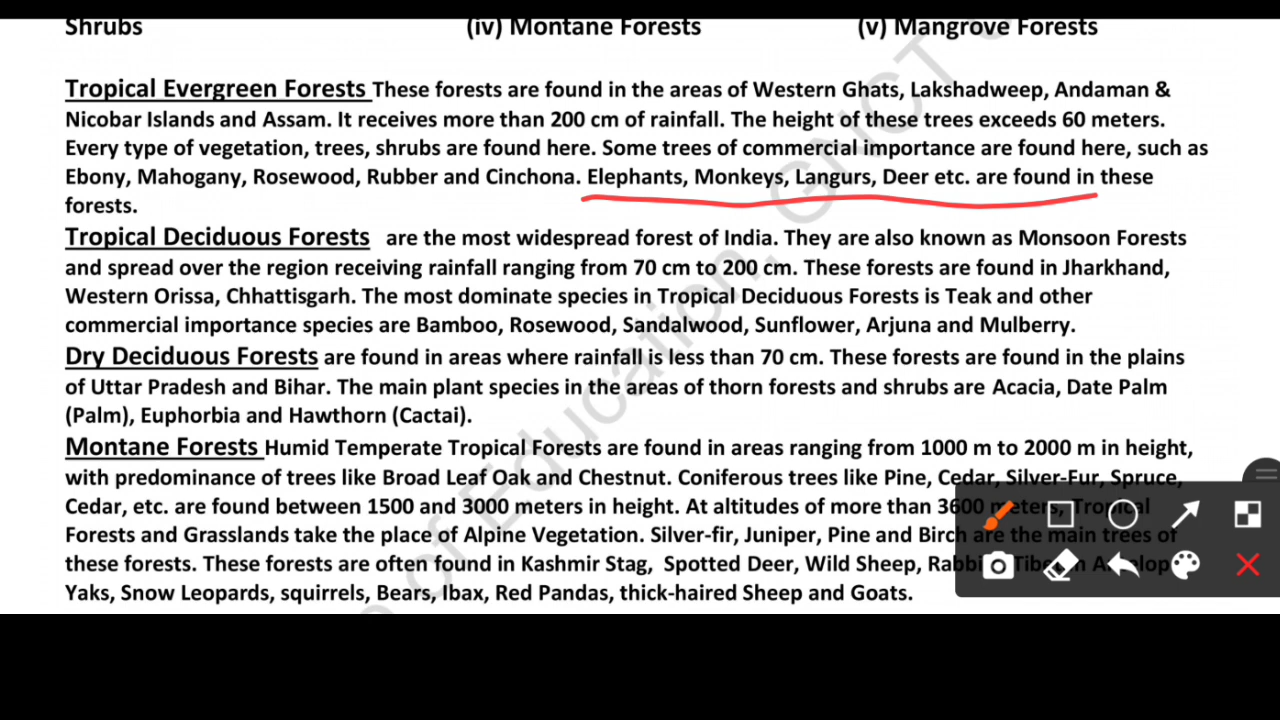 Shrubs (iv) Montane Forests (v) Mangrove Forests
Tropical Evergreen Forests These forests are found in the areas of Western Ghats, Lakshadweep, Andaman &
Nicobar Islands and Assam. It receives more than 200 cm of rainfall. The height of these trees exceeds 60 meters.
Every type of vegetation, trees, shrubs are found here. Some trees of commercial importance are found here, such as
Ebony, Mahogany, Rosewood, Rubber and Cinchona. Elephants, Monkeys, Langurs, Deer etc. are found in these
forests.
Tropical Deciduous Forests are the most widespread forest of India. They are also known as Monsoon Forests
and spread over the region receiving rainfall ranging from 70 cm to 200 cm. These forests are found in Jharkhand,
Western Orissa, Chhattisgarh. The most dominate species in Tropical Deciduous Forests is Teak and other
commercial importance species are Bamboo, Rosewood, Sandalwood, Sunflower, Arjuna and Mulberry.
Dry Deciduous Forests are found in areas where rainfall is less than 70 cm. These forests are found in the plains
of Uttar Pradesh and Bihar. The main plant species in the areas of thorn forests and shrubs are Acacia, Date Palm
(Palm), Euphorbia and Hawthorn (Cactai).
Montane Forests Humid Temperate Tropical Forests are found in areas ranging from 1000 m to 2000 m in height,
with predominance of trees like Broad Leaf Oak and Chestnut. Coniferous trees like Pine, Cedar, Silver-Fur, Spruce,
Cedar, etc. are found between 1500 and 3000 meters in height. At altitudes of more than 3600 meters, Tropical
Forests and Grasslands take the place of Alpine Vegetation. Silver-fir, Juniper, Pine and Birch are the main trees of
these forests. These forests are often found in Kashmir Stag, Spotted Deer, Wild Sheep,
Yaks, Snow Leopards, squirrels, Bears, Ibax, Red Pandas, thick-haired Sheep and Goats.
of Education, GNCT